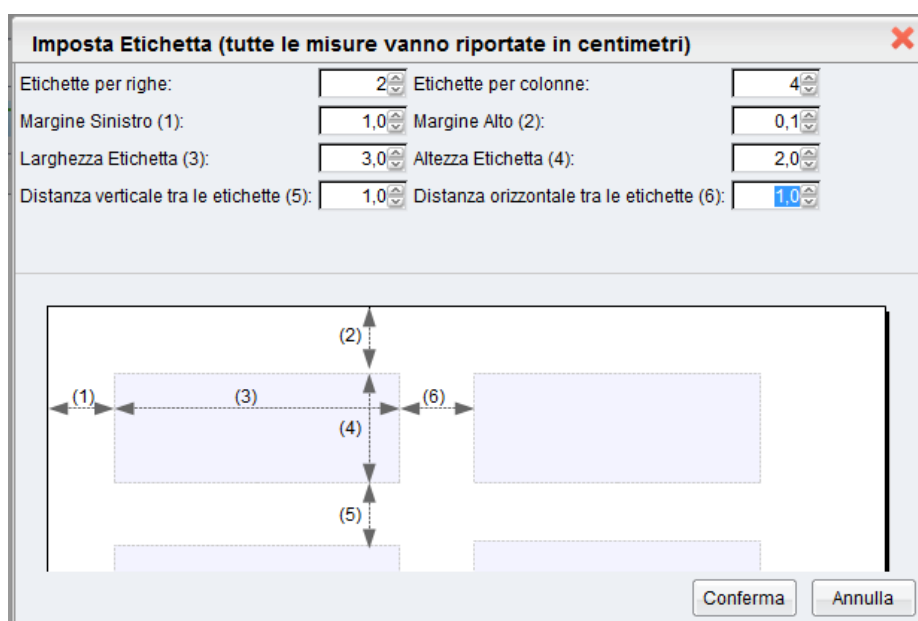 Imposta Etichetta (tutte le misure vanno riportate in centimetri)
Etichette per righe: 2 Etichette per colonne: 4
Margine Sinistro (1): 1,0 Margine Alto (2): 0,1
Larghezza Etichetta (3): 3,0 Altezza Etichetta (4): 2,0
Distanza verticale tra le etichette (5): 1,0 Distanza orizzontale tra le etichette (6): 1,0
(2)
(1) (3) (6)
(4)
(5)
Conferma Annulla